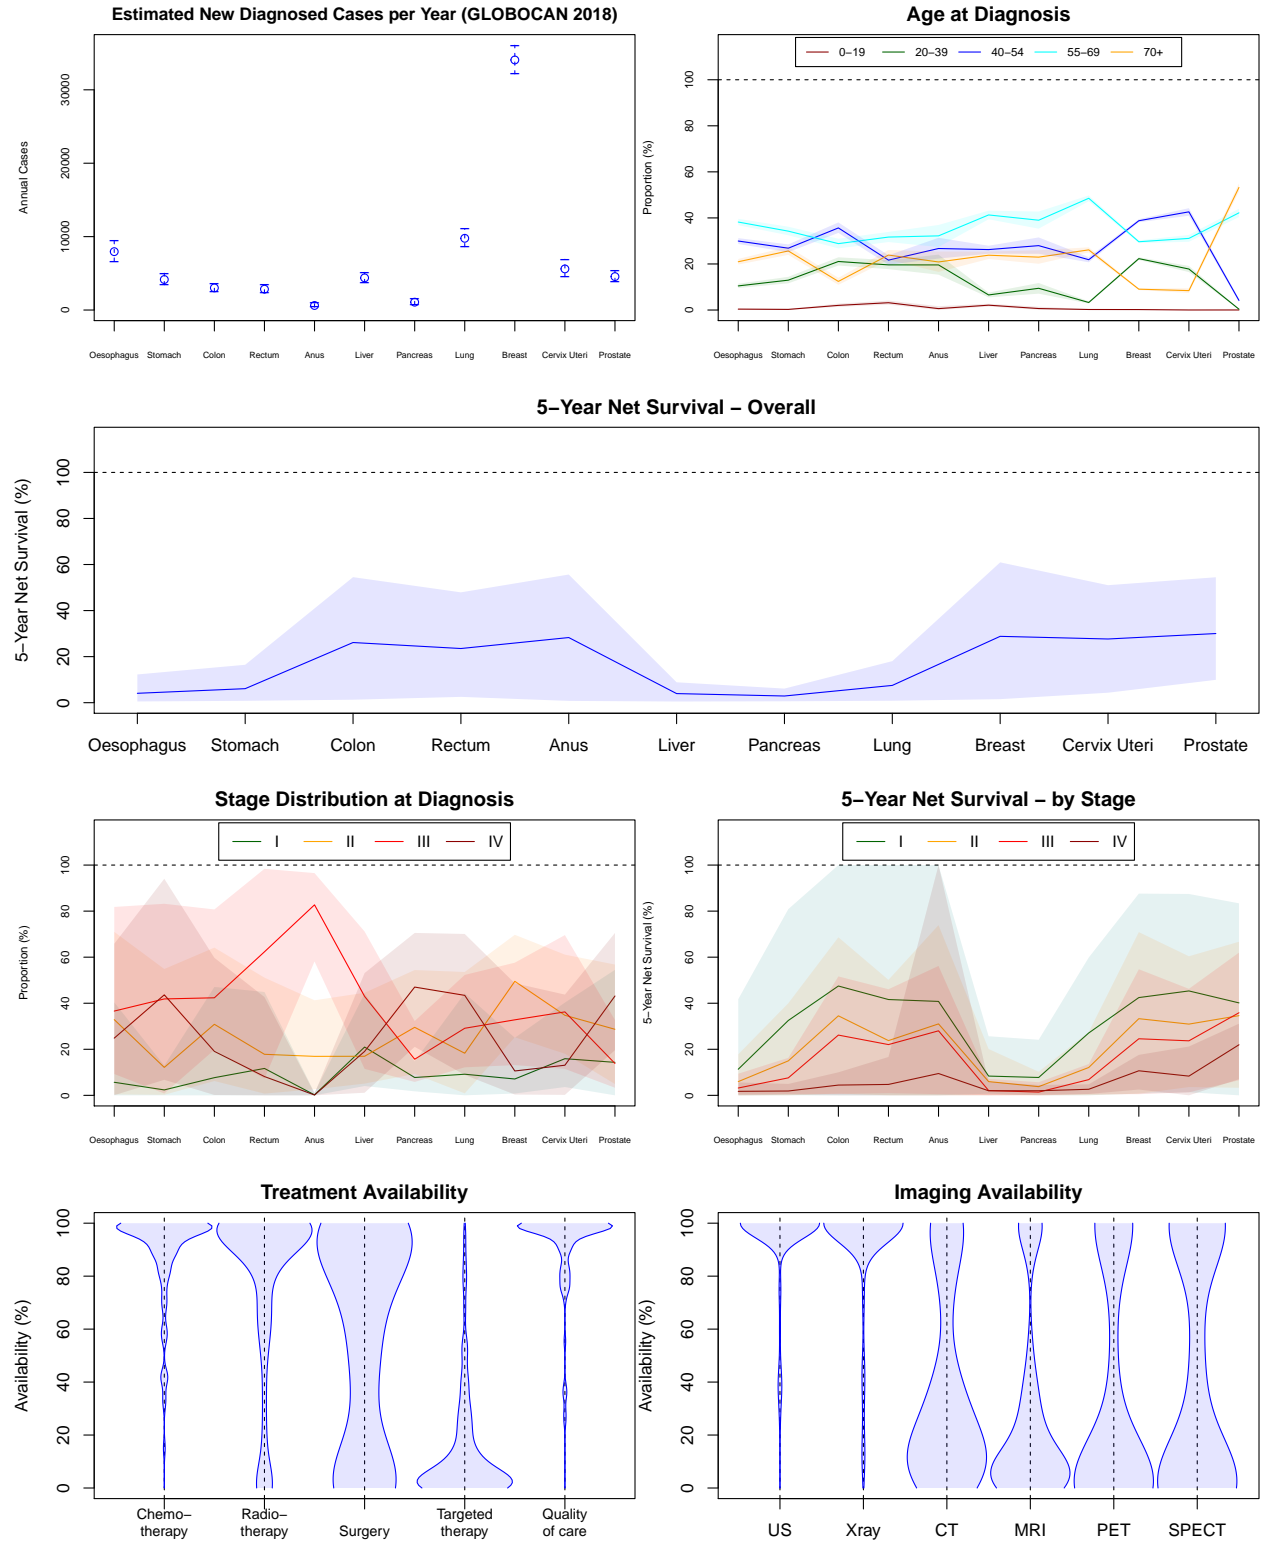 Estimated New Diagnosed Cases per Year (GLOBOCAN 2018)
Annual Cases
30000
20000
10000
0
Oesophagus Stomach Colon Rectum Anus Liver Pancreas Lung Breast Cervix Uteri Prostate
Age at Diagnosis
0–19 20–39 40–54 55–69 70+
Proportion (%)
100
80
60
40
20
0
Oesophagus Stomach Colon Rectum Anus Liver Pancreas Lung Breast Cervix Uteri Prostate
5–Year Net Survival – Overall
5–Year Net Survival (%)
100
80
60
40
20
0
Oesophagus Stomach Colon Rectum Anus Liver Pancreas Lung Breast Cervix Uteri Prostate
Stage Distribution at Diagnosis
I II III IV
Proportion (%)
100
80
60
40
20
0
Oesophagus Stomach Colon Rectum Anus Liver Pancreas Lung Breast Cervix Uteri Prostate
5–Year Net Survival – by Stage
I II III IV
5–Year Net Survival (%)
100
80
60
40
20
0
Oesophagus Stomach Colon Rectum Anus Liver Pancreas Lung Breast Cervix Uteri Prostate
Treatment Availability
Availability (%)
100
80
60
40
20
0
Chemo–
therapy
Radio–
therapy
Surgery
Targeted
therapy
Quality
of care
Imaging Availability
Availability (%)
100
80
60
40
20
0
US Xray CT MRI PET SPECT